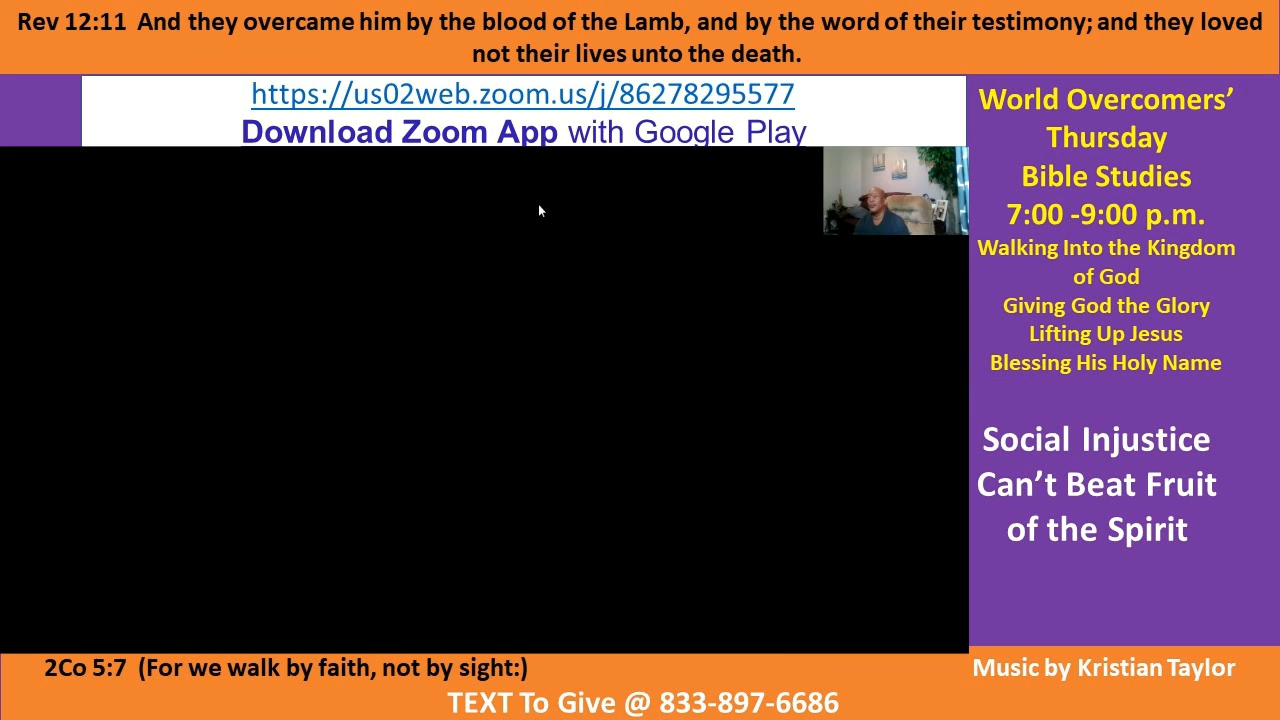 Rev 12:11  And they overcame him by the blood of the Lamb, and by the word of their testimony; and they loved
not their lives unto the death.
https://us02web.zoom.us/j/86278295577
Download Zoom App with Google Play
World Overcomers’
Thursday
Bible Studies
7:00 -9:00 p.m.
Walking Into the Kingdom
of God
Giving God the Glory
Lifting Up Jesus
Blessing His Holy Name
Social Injustice
Can’t Beat Fruit
of the Spirit
2Co 5:7  (For we walk by faith, not by sight:)
Music by Kristian Taylor
TEXT To Give @ 833-897-6686